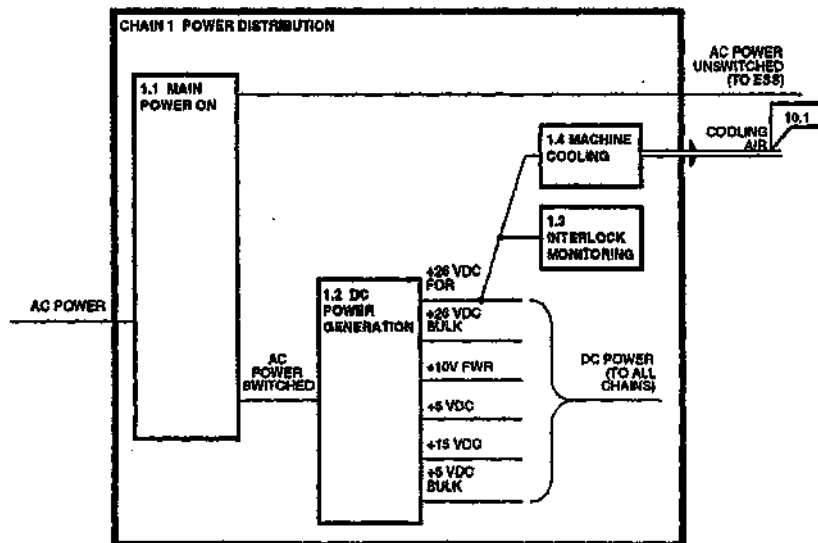 CHAIN 1 POWER DISTRIBUTION
1.1 MAIN
POWER ON
AC POWER
UNSWITCHED
(TO ESS)
10.1
COOLING
AIR
1.4 MACHINE
COOLING
1.3
INTERLOCK
MONITORING
AC POWER
1.2 DC
POWER
GENERATION
AC
POWER
SWITCHED
+26 VDC
FOR
+26 VDC
BULK
+10V FWR
+5 VDC
+15 VDC
+5 VDC
BULK
DC POWER
(TO ALL
CHAINS)